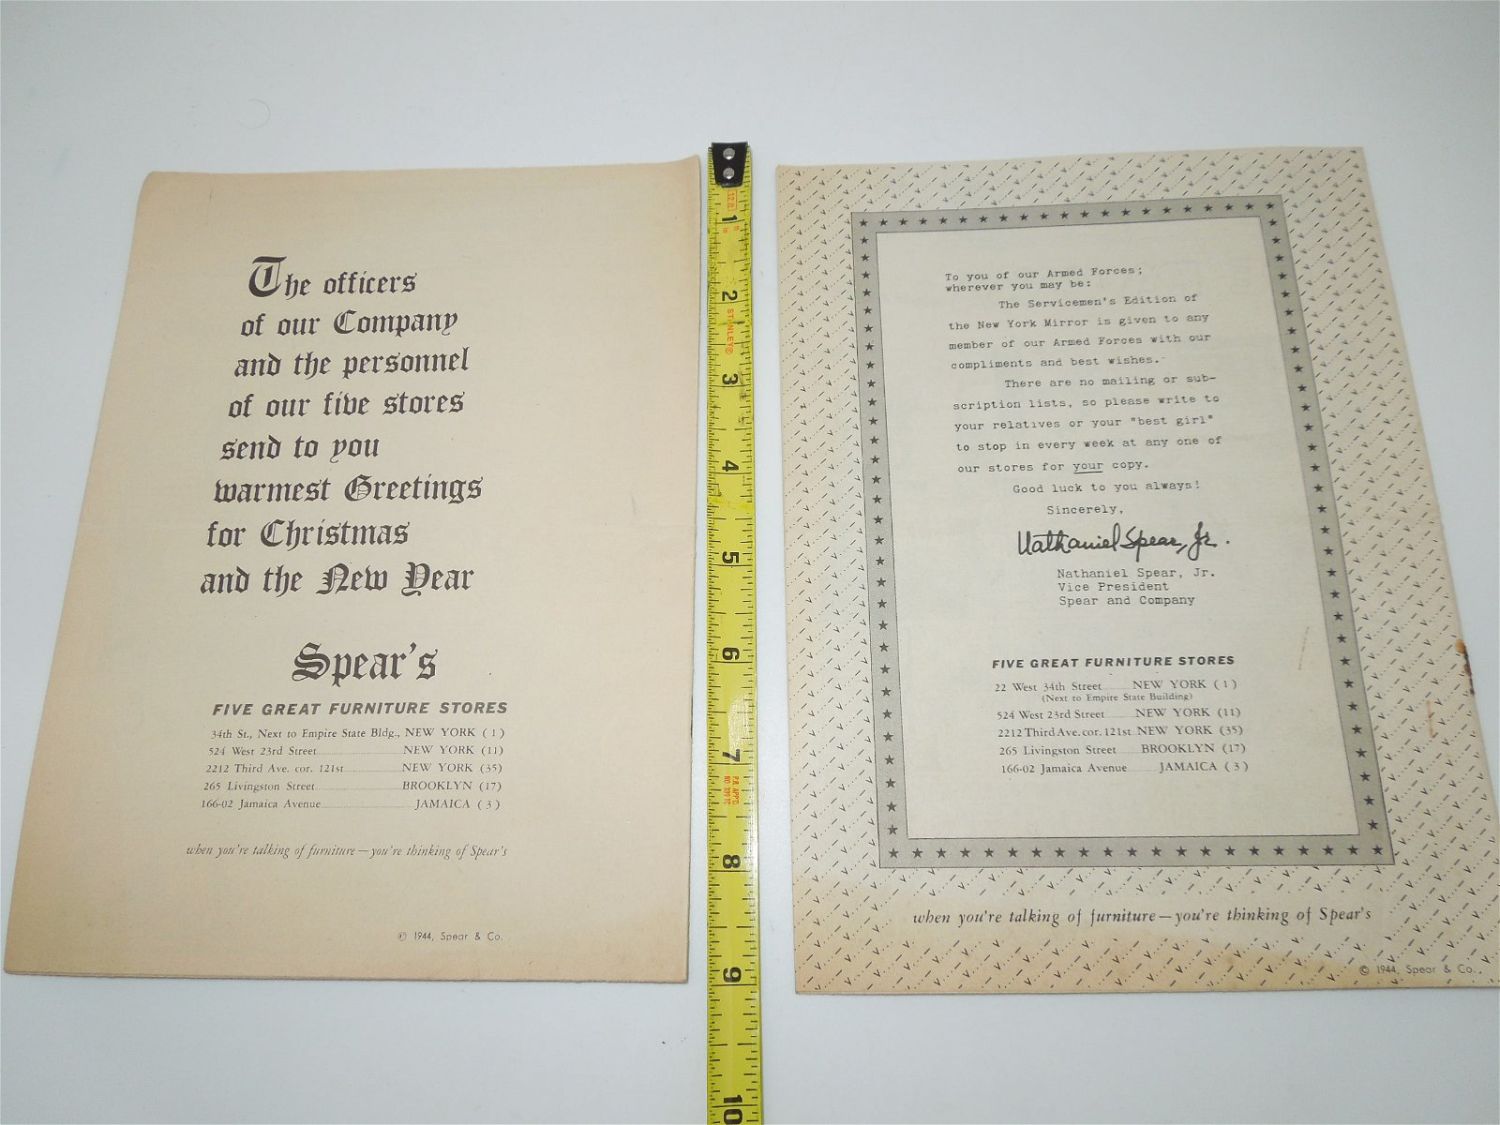 The officers
of our Company
and the personnel
of our five stores
send to you
warmest Greetings
for Christmas
and the New Year
Spear's
FIVE GREAT FURNITURE STORES
34th St., Next to Empire State Bldg., NEW YORK ( 1 )
524 West 23rd Street NEW YORK (11)
2212 Third Ave. cor. 121st NEW YORK (35)
265 Livingston Street BROOKLYN (17)
166-02 Jamaica Avenue JAMAICA ( 3 )
when you're talking of furniture—you're thinking of Spear's
© 1944, Spear & Co.
1
2
STANLEY®
3
4
5
6
7
8
9
10
To you of our Armed Forces;
wherever you may be:
The Servicemen's Edition of
the New York Mirror is given to any
member of our Armed Forces with our
compliments and best wishes.
There are no mailing or sub-
scription lists, so please write to
your relatives or your "best girl"
to stop in every week at any one of
our stores for your copy.
Good luck to you always!
Sincerely,
Nathaniel Spear, Jr.
Nathaniel Spear, Jr.
Vice President
Spear and Company
FIVE GREAT FURNITURE STORES
22 West 34th Street NEW YORK ( 1 )
(Next to Empire State Building)
524 West 23rd Street NEW YORK (11)
2212 Third Ave. cor. 121st NEW YORK (35)
265 Livingston Street BROOKLYN (17)
166-02 Jamaica Avenue JAMAICA ( 3 )
when you're talking of furniture—you're thinking of Spear's
© 1944, Spear & Co.